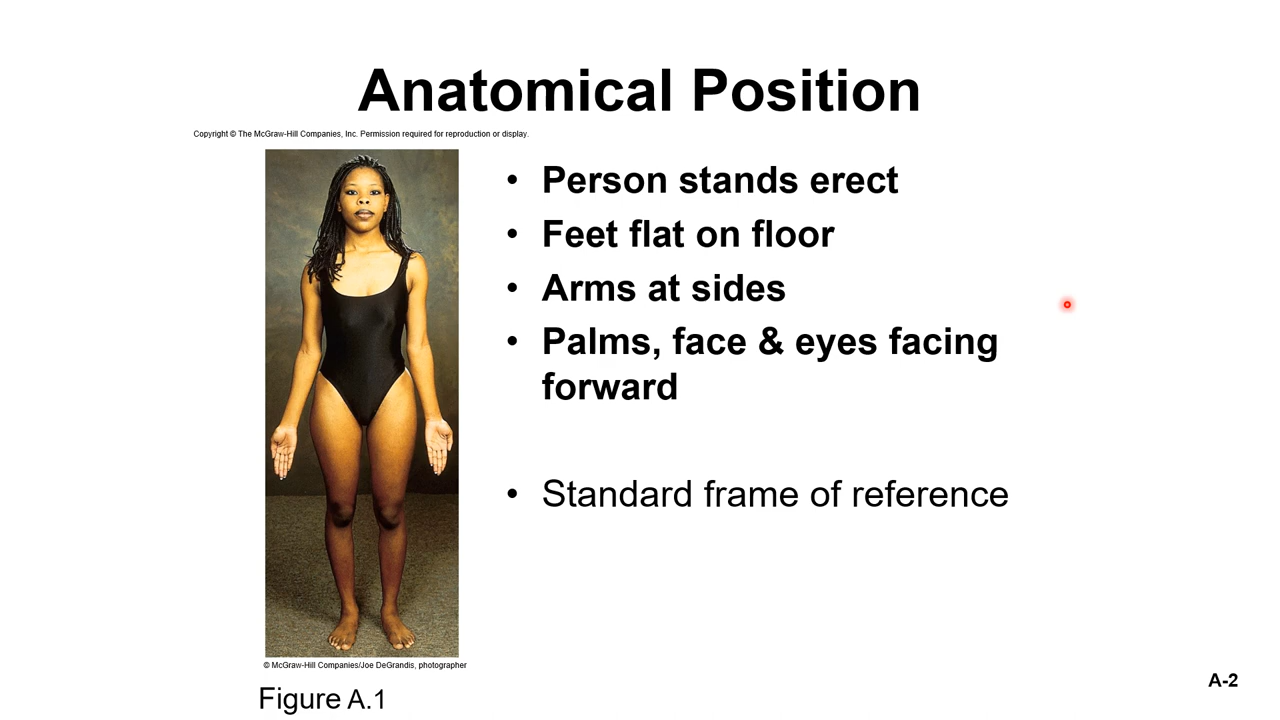 Anatomical Position
Copyright © The McGraw-Hill Companies, Inc. Permission required for reproduction or display.
• Person stands erect
• Feet flat on floor
• Arms at sides
• Palms, face & eyes facing
forward
• Standard frame of reference
© McGraw-Hill Companies/Joe DeGrandis, photographer
Figure A.1
A-2